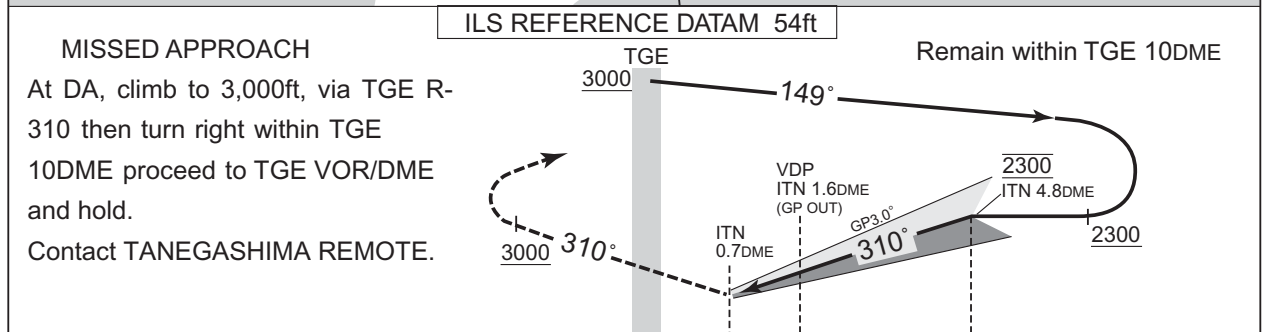 ILS REFERENCE DATAM 54ft
MISSED APPROACH
At DA, climb to 3,000ft, via TGE R-
310 then turn right within TGE
10DME proceed to TGE VOR/DME
and hold.
Contact TANEGASHIMA REMOTE.
TGE
3000
149°
Remain within TGE 10DME
VDP
ITN 1.6DME
(GP OUT)
2300
ITN 4.8DME
GP3.0°
310°
2300
ITN
0.7DME
310°
3000